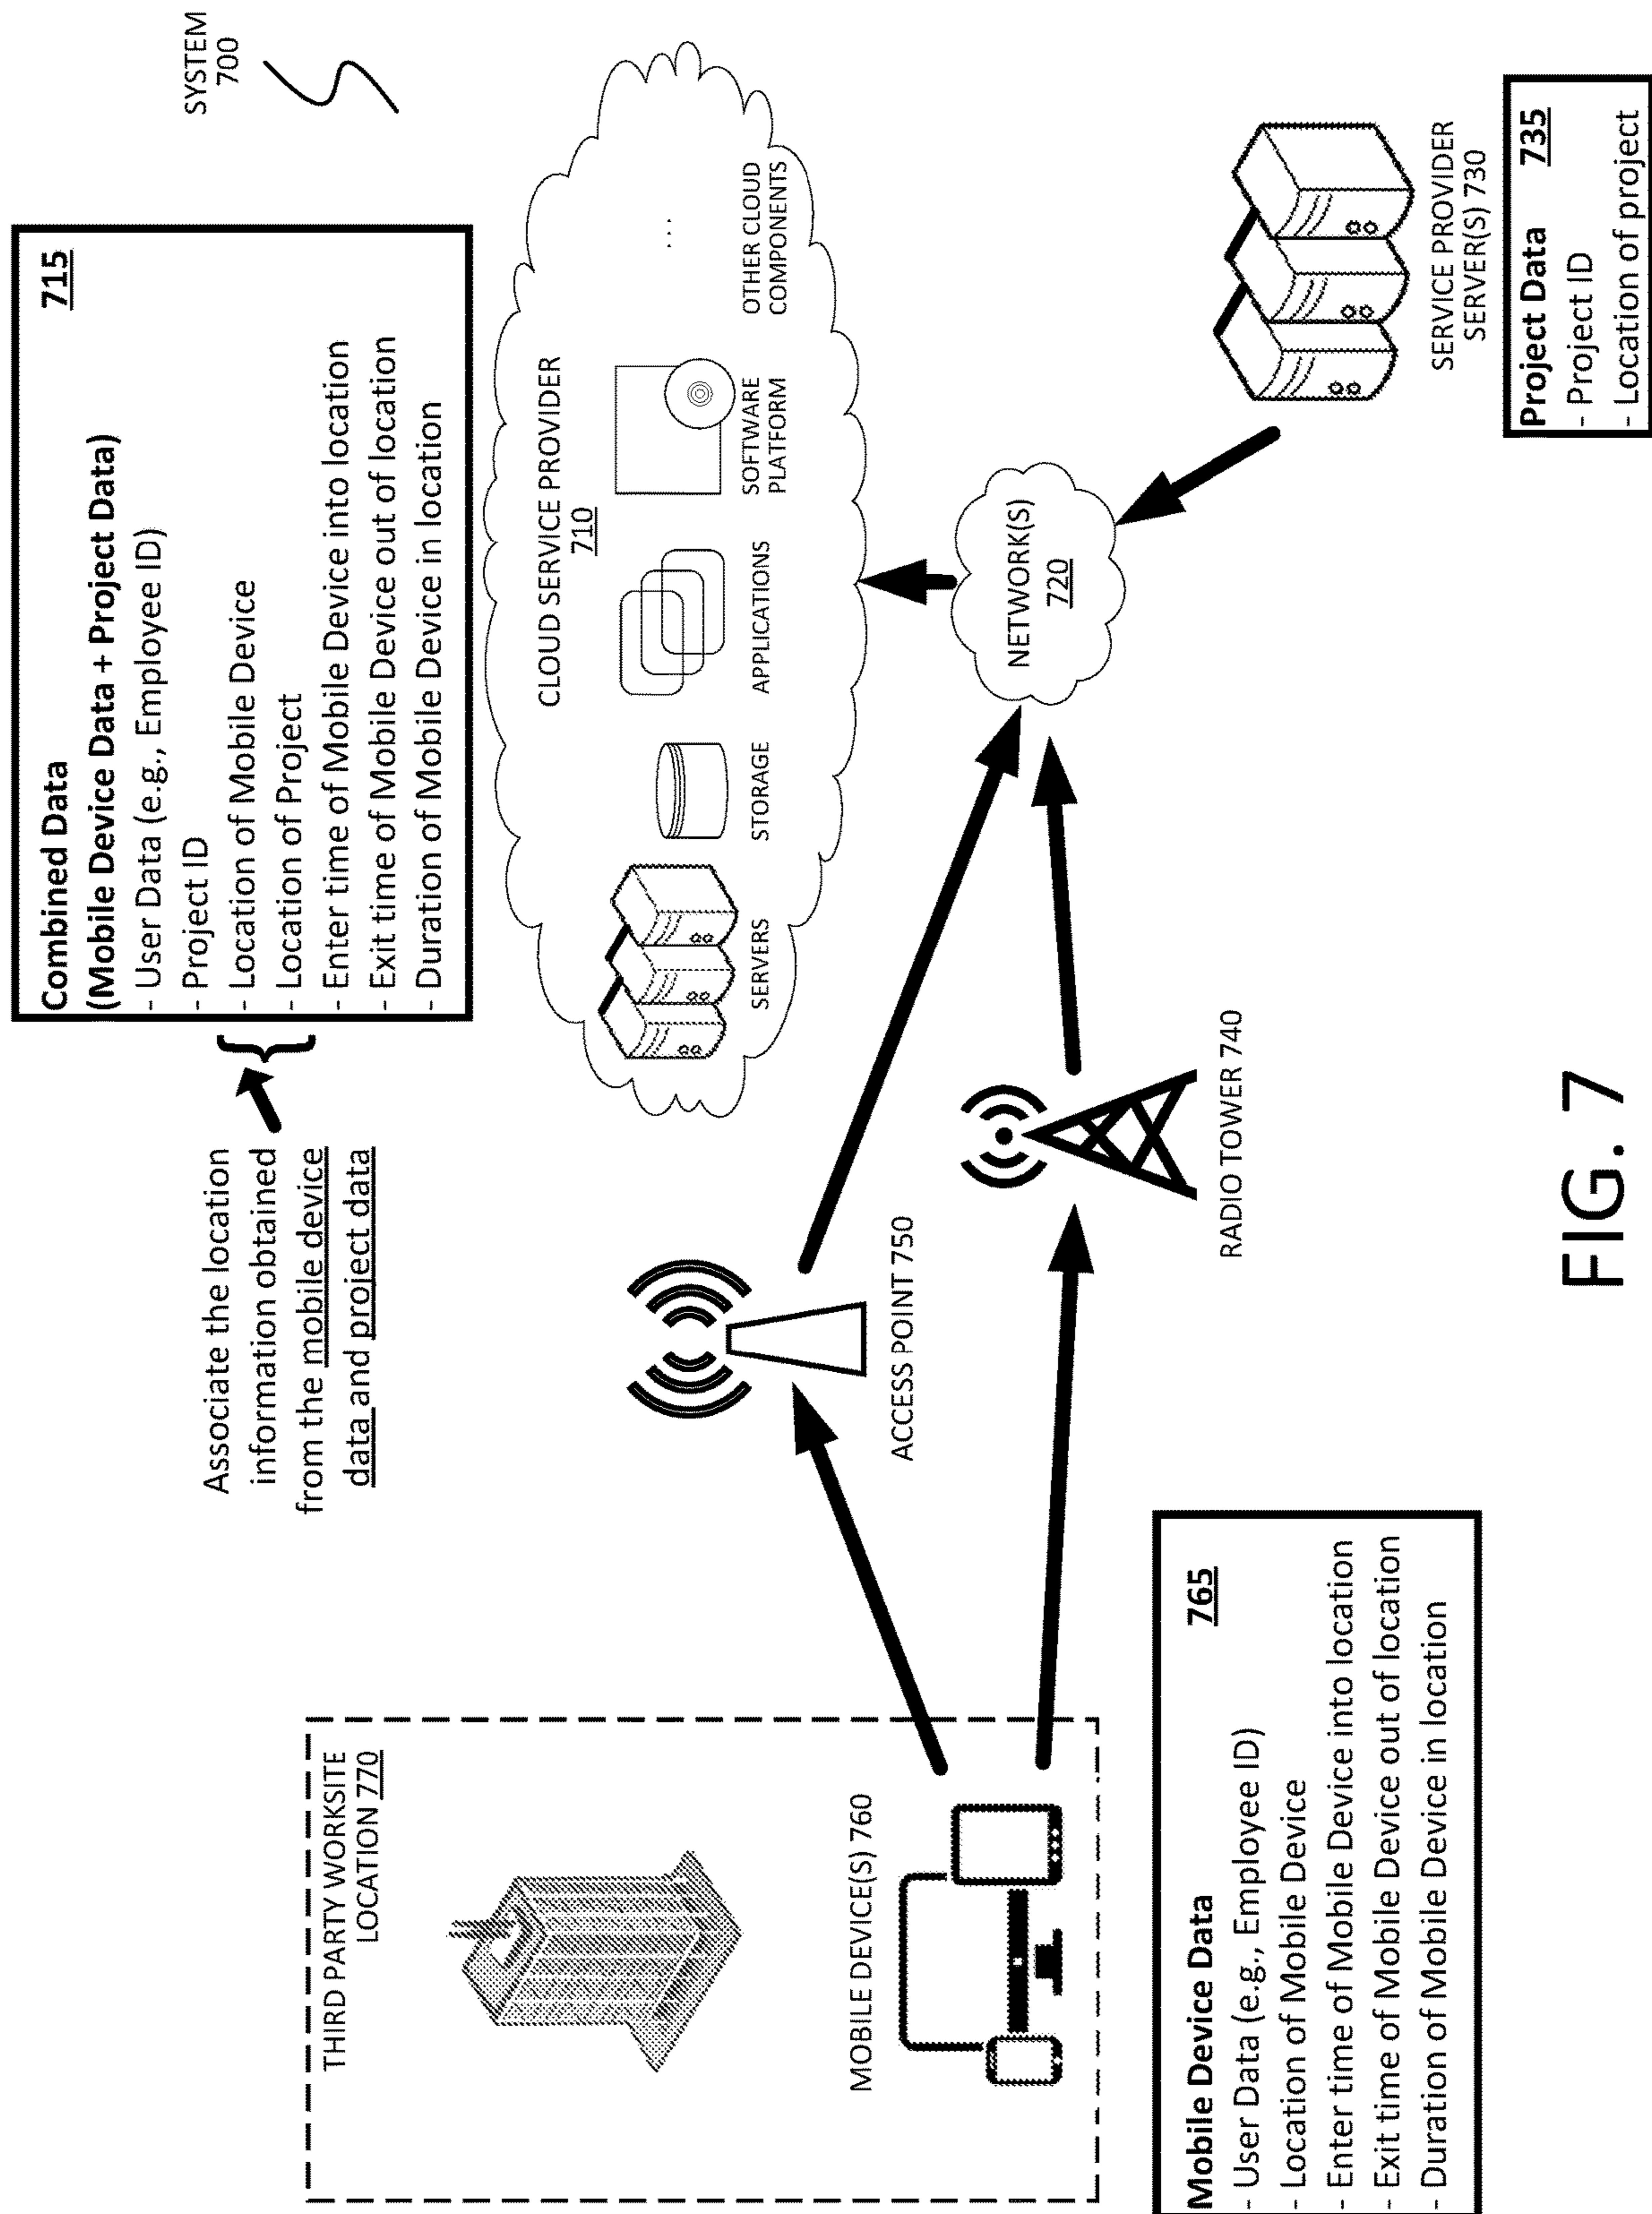 SYSTEM
700
Combined Data 715
(Mobile Device Data + Project Data)
- User Data (e.g., Employee ID)
- Project ID
- Location of Mobile Device
- Location of Project
- Enter time of Mobile Device into location
- Exit time of Mobile Device out of location
- Duration of Mobile Device in location
Associate the location
information obtained
from the mobile device
data and project data
CLOUD SERVICE PROVIDER
710
SERVERS
STORAGE
APPLICATIONS
SOFTWARE
PLATFORM
...
OTHER CLOUD
COMPONENTS
THIRD PARTY WORKSITE
LOCATION 770
MOBILE DEVICE(S) 760
ACCESS POINT 750
RADIO TOWER 740
NETWORK(S)
720
SERVICE PROVIDER
SERVER(S) 730
Mobile Device Data 765
- User Data (e.g., Employee ID)
- Location of Mobile Device
- Enter time of Mobile Device into location
- Exit time of Mobile Device out of location
- Duration of Mobile Device in location
Project Data 735
- Project ID
- Location of project
FIG. 7